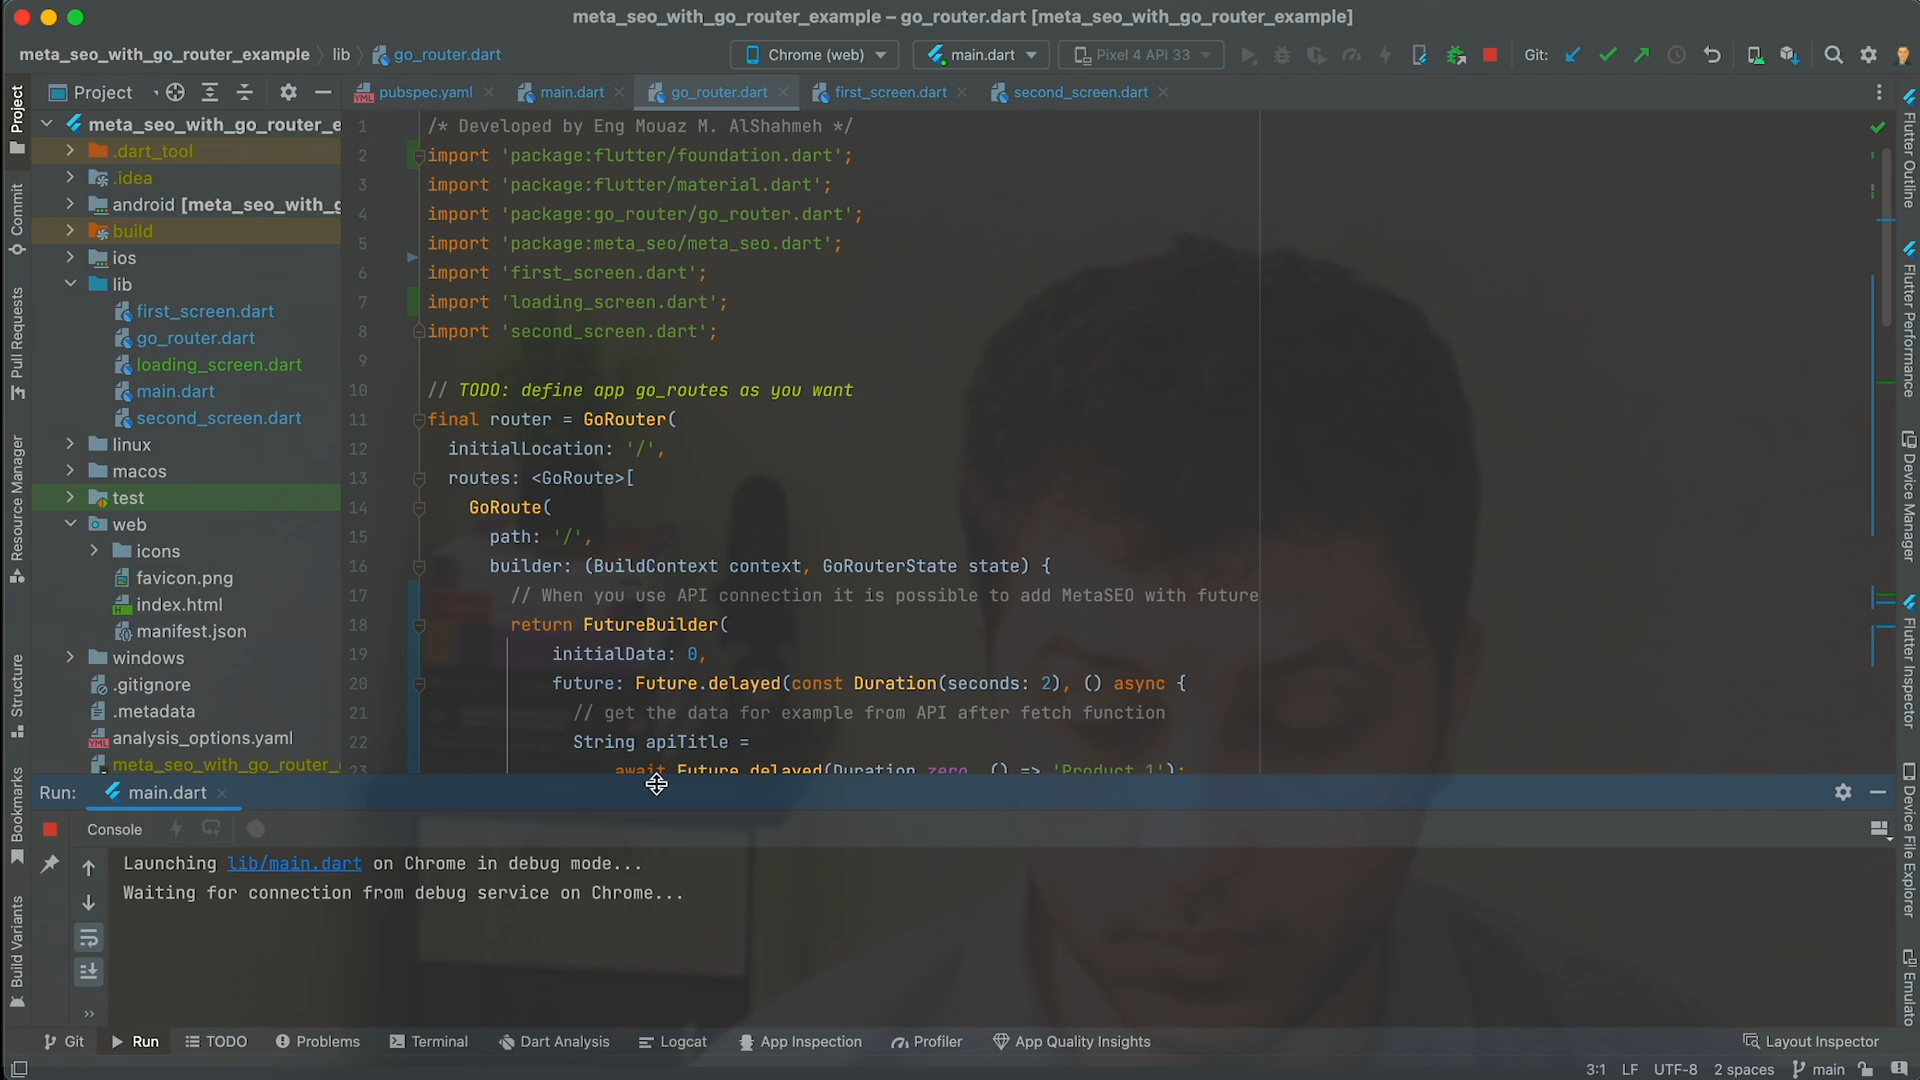 meta_seo_with_go_router_example – go_router.dart [meta_seo_with_go_router_example]
meta_seo_with_go_router_example
lib
go_router.dart
Chrome (web)
main.dart
Pixel 4 API 33
Git:
Project
pubspec.yaml
main.dart
go_router.dart
first_screen.dart
second_screen.dart
Project
Commit
Pull Requests
Resource Manager
Structure
Bookmarks
Build Variants
meta_seo_with_go_router_e
.dart_tool
.idea
android [meta_seo_with_g
build
ios
lib
first_screen.dart
go_router.dart
loading_screen.dart
main.dart
second_screen.dart
linux
macos
test
web
icons
favicon.png
index.html
manifest.json
windows
.gitignore
.metadata
analysis_options.yaml
meta_seo_with_go_router_
1 /* Developed by Eng Mouaz M. AlShahmeh */
2 import 'package:flutter/foundation.dart';
3 import 'package:flutter/material.dart';
4 import 'package:go_router/go_router.dart';
5 import 'package:meta_seo/meta_seo.dart';
6 import 'first_screen.dart';
7 import 'loading_screen.dart';
8 import 'second_screen.dart';
9
10 // TODO: define app go_routes as you want
11 final router = GoRouter(
12 initialLocation: '/',
13 routes: <GoRoute>[
14 GoRoute(
15 path: '/',
16 builder: (BuildContext context, GoRouterState state) {
17 // When you use API connection it is possible to add MetaSEO with future
18 return FutureBuilder(
19 initialData: 0,
20 future: Future.delayed(const Duration(seconds: 2), () async {
21 // get the data for example from API after fetch function
22 String apiTitle =
23 await Future.delayed(Duration.zero, () => 'Product 1');
Flutter Outline
Flutter Performance
Device Manager
Flutter Inspector
Device File Explorer
Emulato
Run:
main.dart
Console
Launching lib/main.dart on Chrome in debug mode...
Waiting for connection from debug service on Chrome...
Git
Run
TODO
Problems
Terminal
Dart Analysis
Logcat
App Inspection
Profiler
App Quality Insights
Layout Inspector
3:1
LF
UTF-8
2 spaces
main